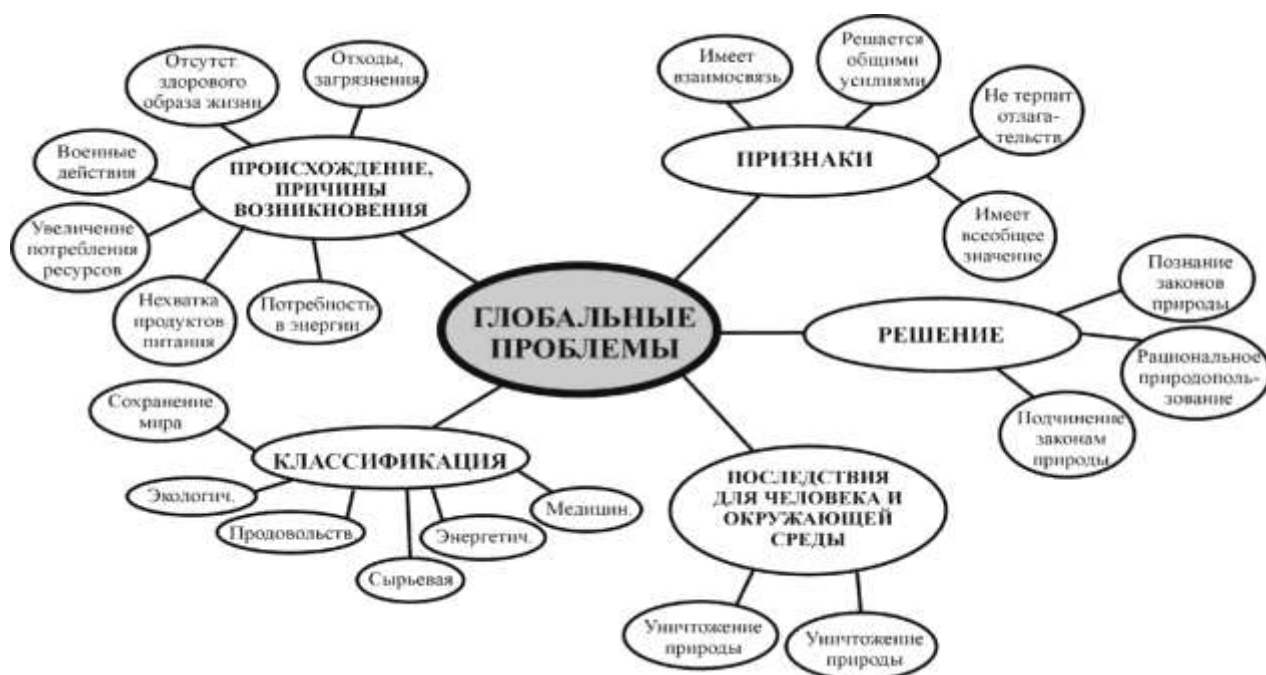 Отсутст.
здорового
образа жизни
Отходы,
загрязнения
Военные
действия
ПРОИСХОЖДЕНИЕ,
ПРИЧИНЫ
ВОЗНИКНОВЕНИЯ
Увеличение
потребления
ресурсов
Нехватка
продуктов
питания
Потребность
в энергии
Имеет
взаимосвязь
Решается
общими
усилиями
Не терпит
отлага-
тельств
ПРИЗНАКИ
Имеет
всеобщее
значение
ГЛОБАЛЬНЫЕ
ПРОБЛЕМЫ
РЕШЕНИЕ
Познание
законов
природы
Рациональное
природополь-
зование
Подчинение
законам
природы
Сохранение
мира
КЛАССИФИКАЦИЯ
Экологич.
Продовольств
Сырьевая
Энергетич.
Медицин.
ПОСЛЕДСТВИЯ
ДЛЯ ЧЕЛОВЕКА И
ОКРУЖАЮЩЕЙ
СРЕДЫ
Уничтожение
природы
Уничтожение
природы